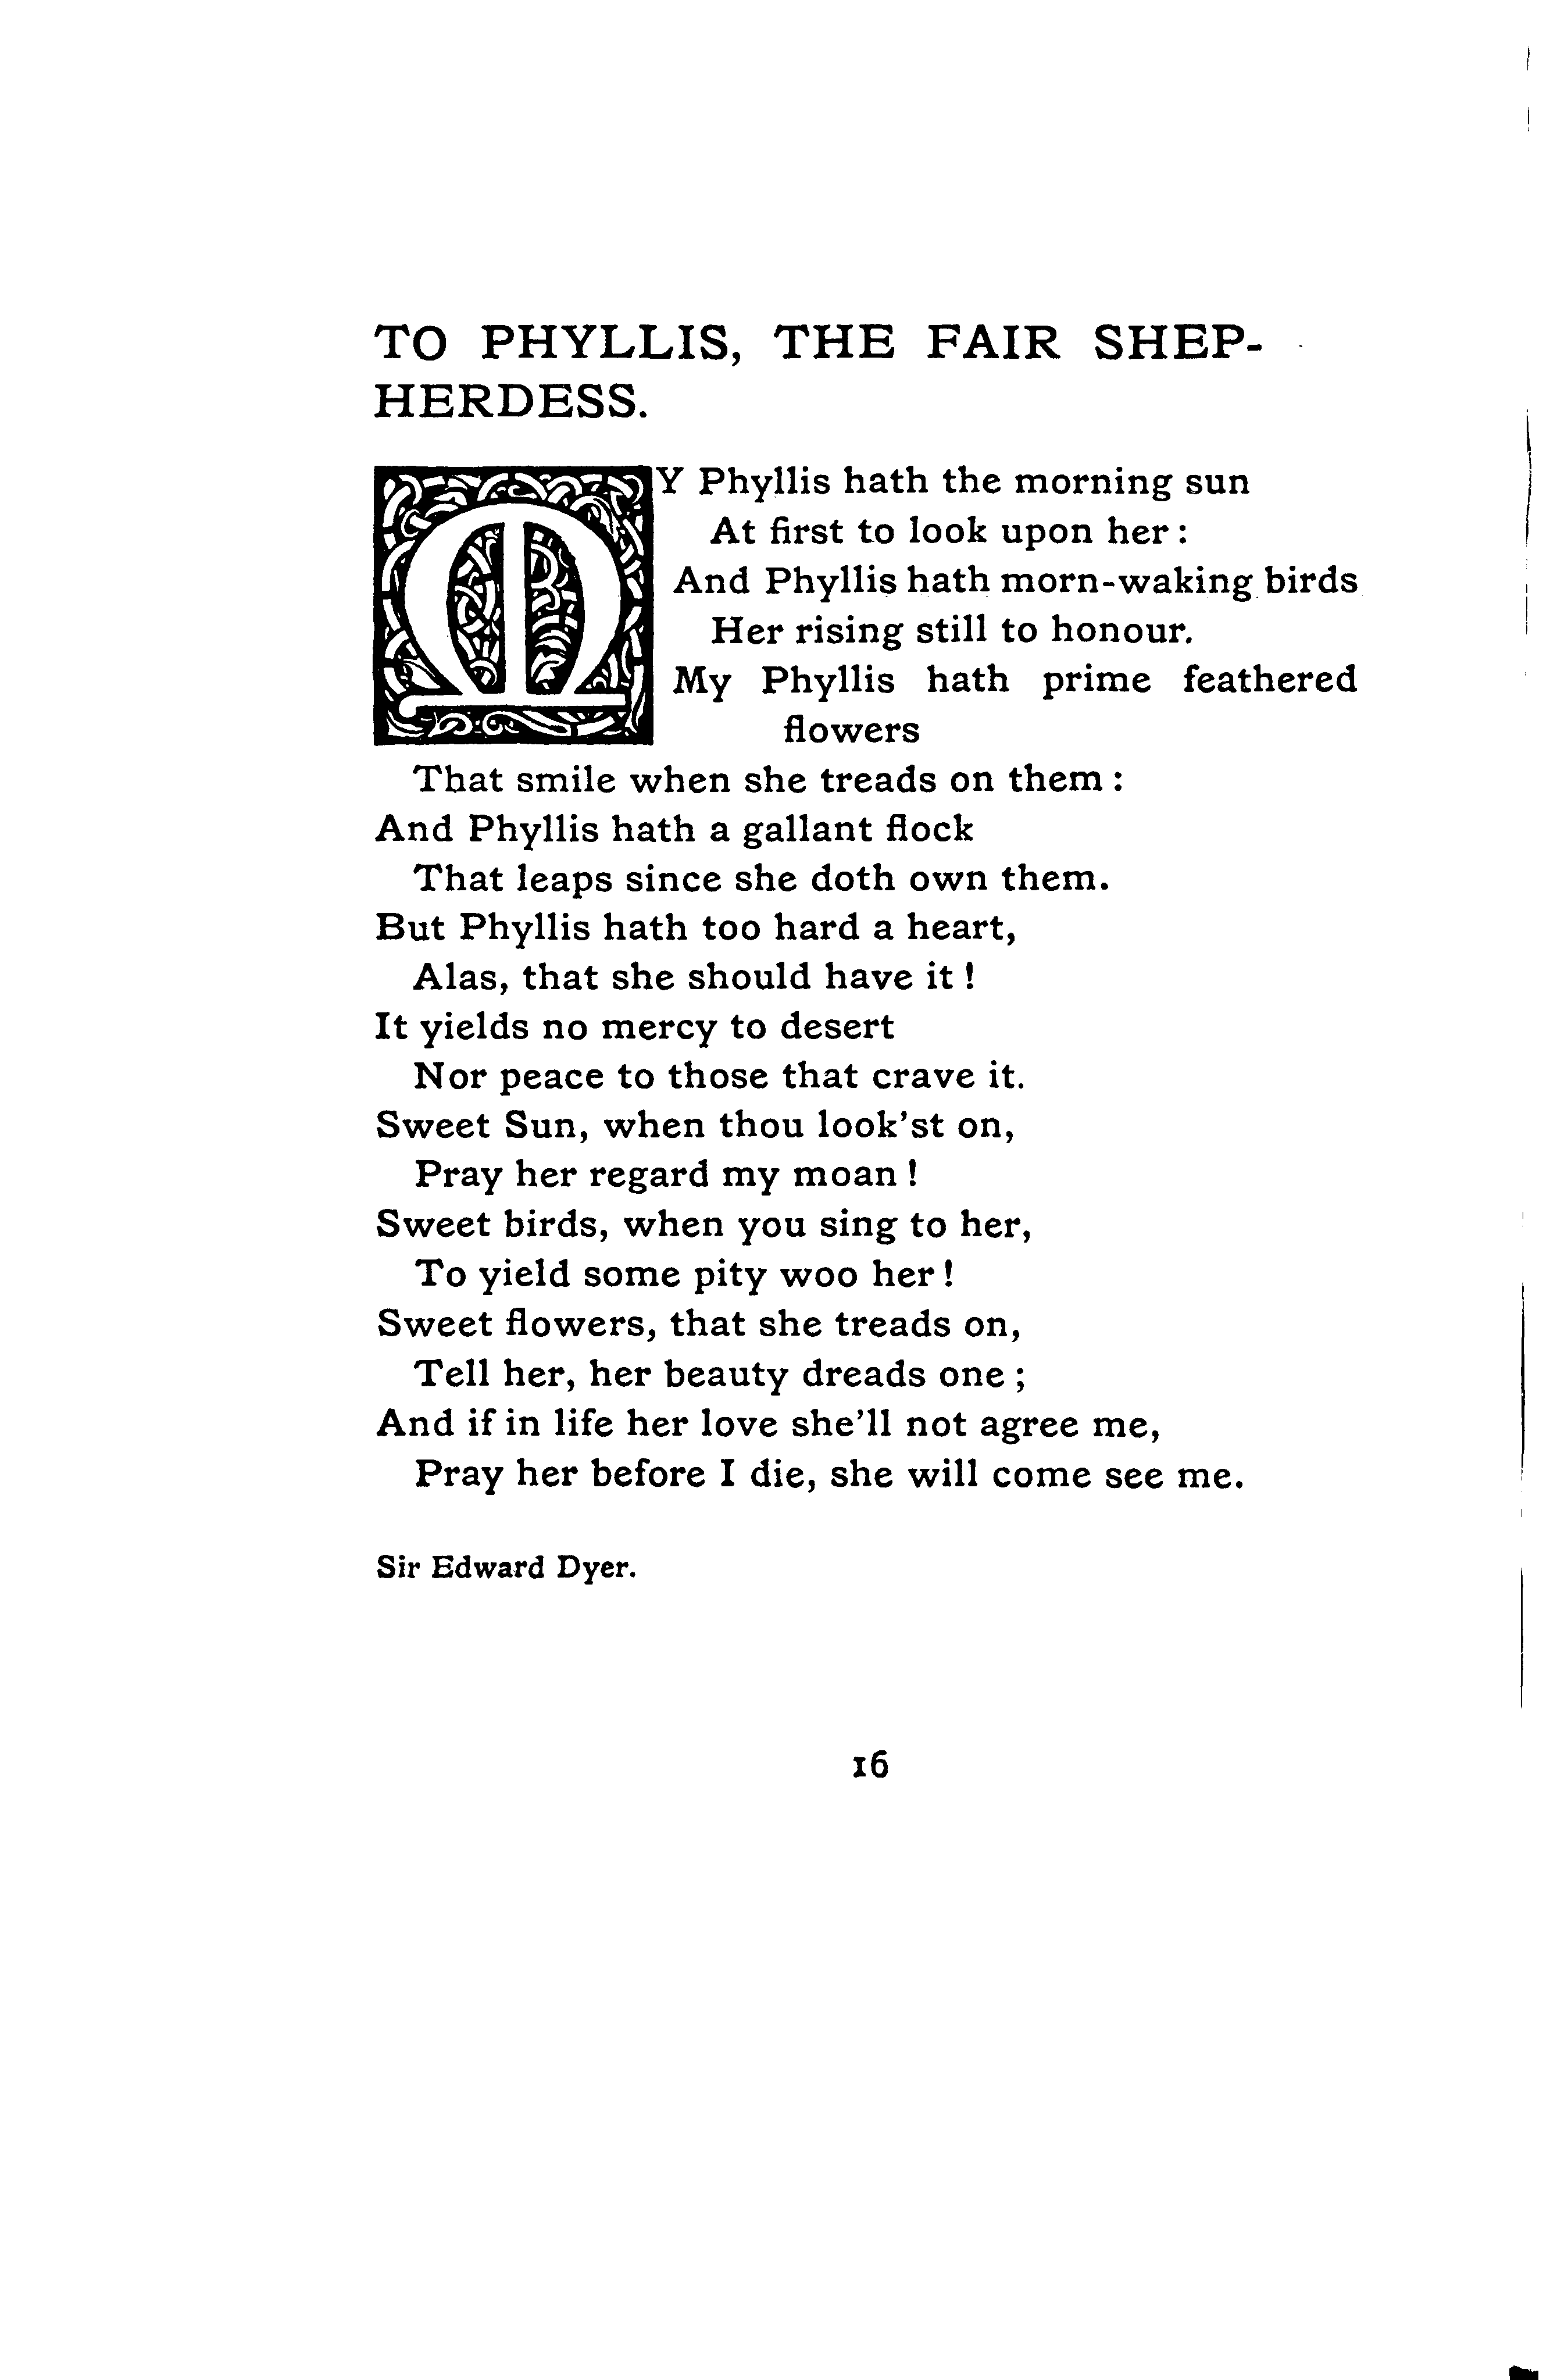 TO PHYLLIS, THE FAIR SHEP-
HERDESS.
MY Phyllis hath the morning sun
At first to look upon her :
And Phyllis hath morn-waking birds
Her rising still to honour.
My Phyllis hath prime feathered
flowers
That smile when she treads on them :
And Phyllis hath a gallant flock
That leaps since she doth own them.
But Phyllis hath too hard a heart,
Alas, that she should have it !
It yields no mercy to desert
Nor peace to those that crave it.
Sweet Sun, when thou look'st on,
Pray her regard my moan !
Sweet birds, when you sing to her,
To yield some pity woo her !
Sweet flowers, that she treads on,
Tell her, her beauty dreads one ;
And if in life her love she'll not agree me,
Pray her before I die, she will come see me.
Sir Edward Dyer.
16